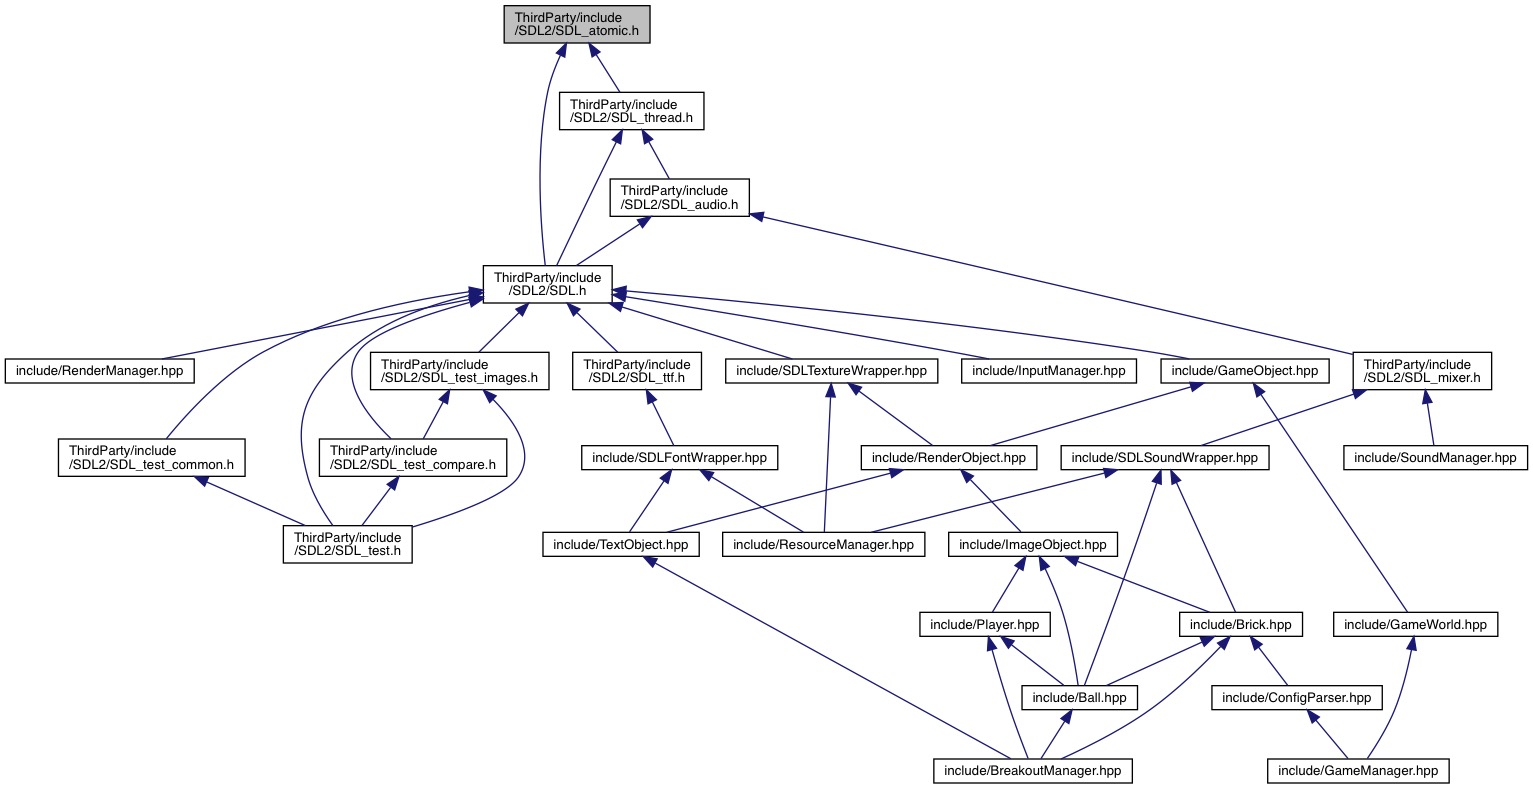 ThirdParty/include
/SDL2/SDL_atomic.h
ThirdParty/include
/SDL2/SDL_thread.h
ThirdParty/include
/SDL2/SDL_audio.h
ThirdParty/include
/SDL2/SDL.h
include/RenderManager.hpp
ThirdParty/include
/SDL2/SDL_test_images.h
ThirdParty/include
/SDL2/SDL_ttf.h
include/SDLTextureWrapper.hpp
include/InputManager.hpp
include/GameObject.hpp
ThirdParty/include
/SDL2/SDL_mixer.h
ThirdParty/include
/SDL2/SDL_test_common.h
ThirdParty/include
/SDL2/SDL_test_compare.h
include/SDLFontWrapper.hpp
include/RenderObject.hpp
include/SDLSoundWrapper.hpp
include/SoundManager.hpp
ThirdParty/include
/SDL2/SDL_test.h
include/TextObject.hpp
include/ResourceManager.hpp
include/ImageObject.hpp
include/Player.hpp
include/Brick.hpp
include/GameWorld.hpp
include/Ball.hpp
include/ConfigParser.hpp
include/BreakoutManager.hpp
include/GameManager.hpp